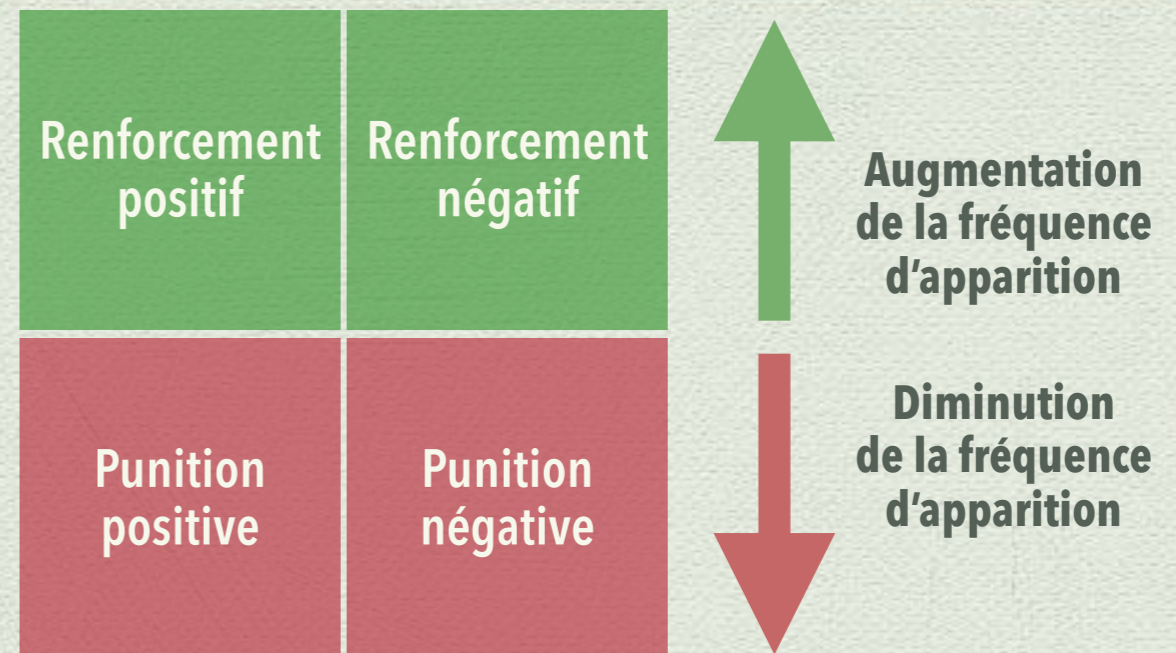 Renforcement
positif
Renforcement
négatif
Augmentation
de la fréquence
d’apparition
Punition
positive
Punition
négative
Diminution
de la fréquence
d’apparition